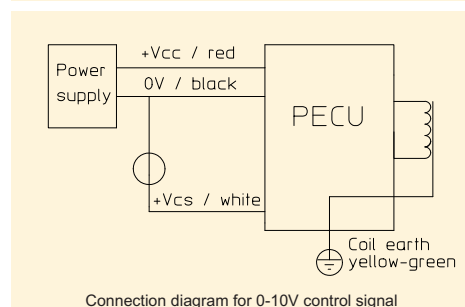 +Vcc / red
Power
supply
0V / black
PECU
+Vcs / white
Coil earth
yellow-green
Connection diagram for 0-10V control signal